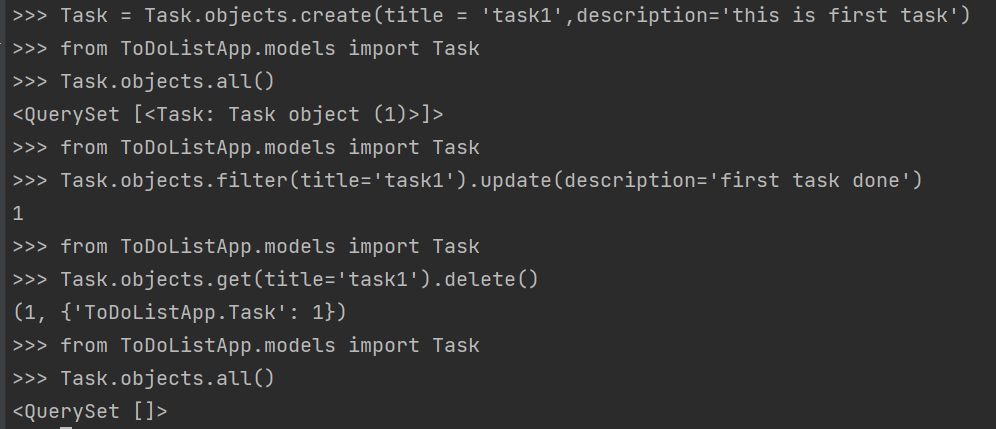 >>> Task = Task.objects.create(title = 'task1',description='this is first task')
>>> from ToDoListApp.models import Task
>>> Task.objects.all()
<QuerySet [<Task: Task object (1)>]>
>>> from ToDoListApp.models import Task
>>> Task.objects.filter(title='task1').update(description='first task done')
1
>>> from ToDoListApp.models import Task
>>> Task.objects.get(title='task1').delete()
(1, {'ToDoListApp.Task': 1})
>>> from ToDoListApp.models import Task
>>> Task.objects.all()
<QuerySet []>